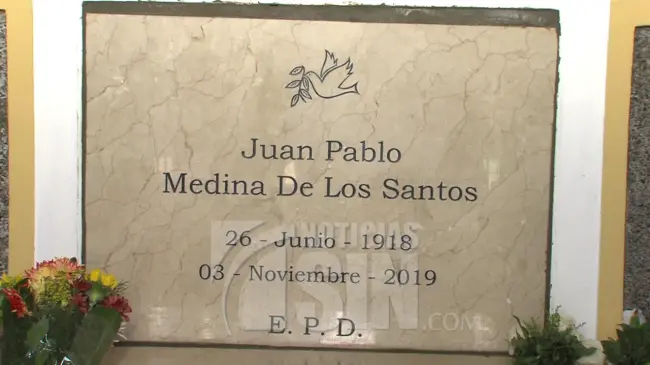 Juan Pablo
Medina De Los Santos
26 - Junio - 1918
03 - Noviembre - 2019
E. P. D.
NOTICIAS
SIN
.COM